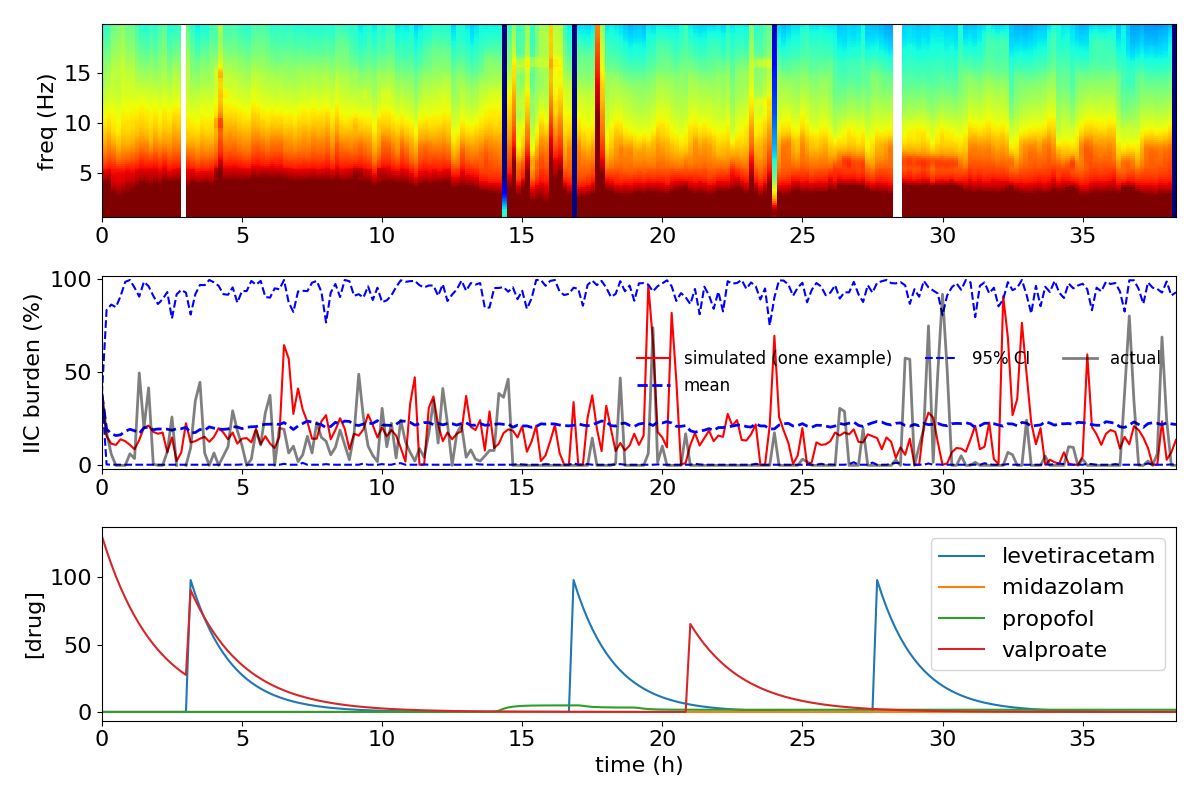 freq (Hz)
15
10
5
0 5 10 15 20 25 30 35
IIC burden (%)
100
50
0
simulated (one example) 95% CI actual
mean
0 5 10 15 20 25 30 35
[drug]
100
50
0
levetiracetam
midazolam
propofol
valproate
0 5 10 15 20 25 30 35
time (h)